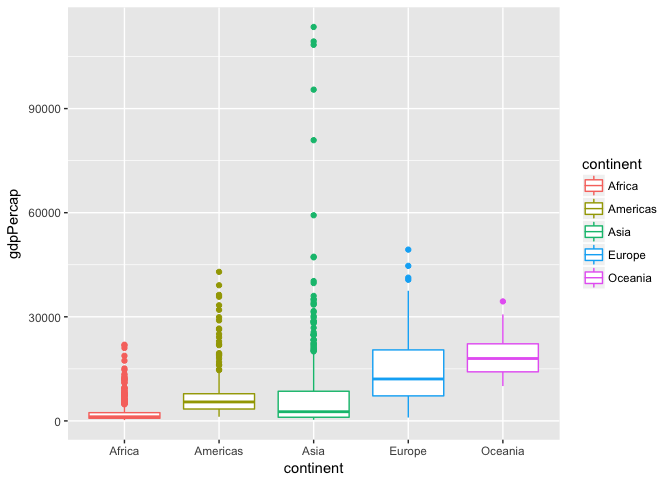 gdpPercap
90000
60000
30000
0
Africa
Americas
Asia
Europe
Oceania
continent
continent
Africa
Americas
Asia
Europe
Oceania